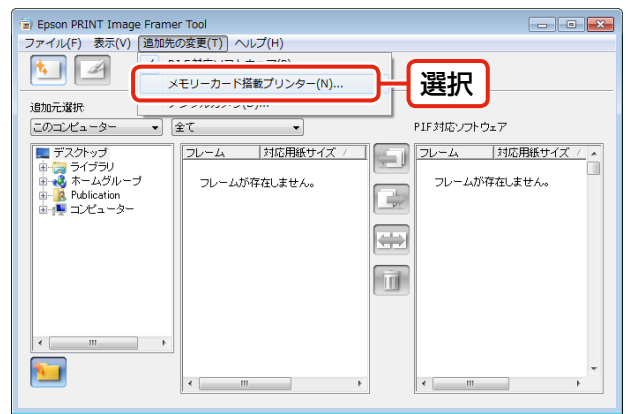 Epson PRINT Image Framer Tool
ファイル(F) 表示(V) 追加先の変更(T) ヘルプ(H)
メモリーカード搭載プリンター(N)...
選択
追加元選択
このコンピューター 全て PIF対応ソフトウェア
デスクトップ
ライブラリ
ホームグループ
Publication
コンピューター
フレーム 対応用紙サイズ
フレームが存在しません。
フレーム 対応用紙サイズ
フレームが存在しません。